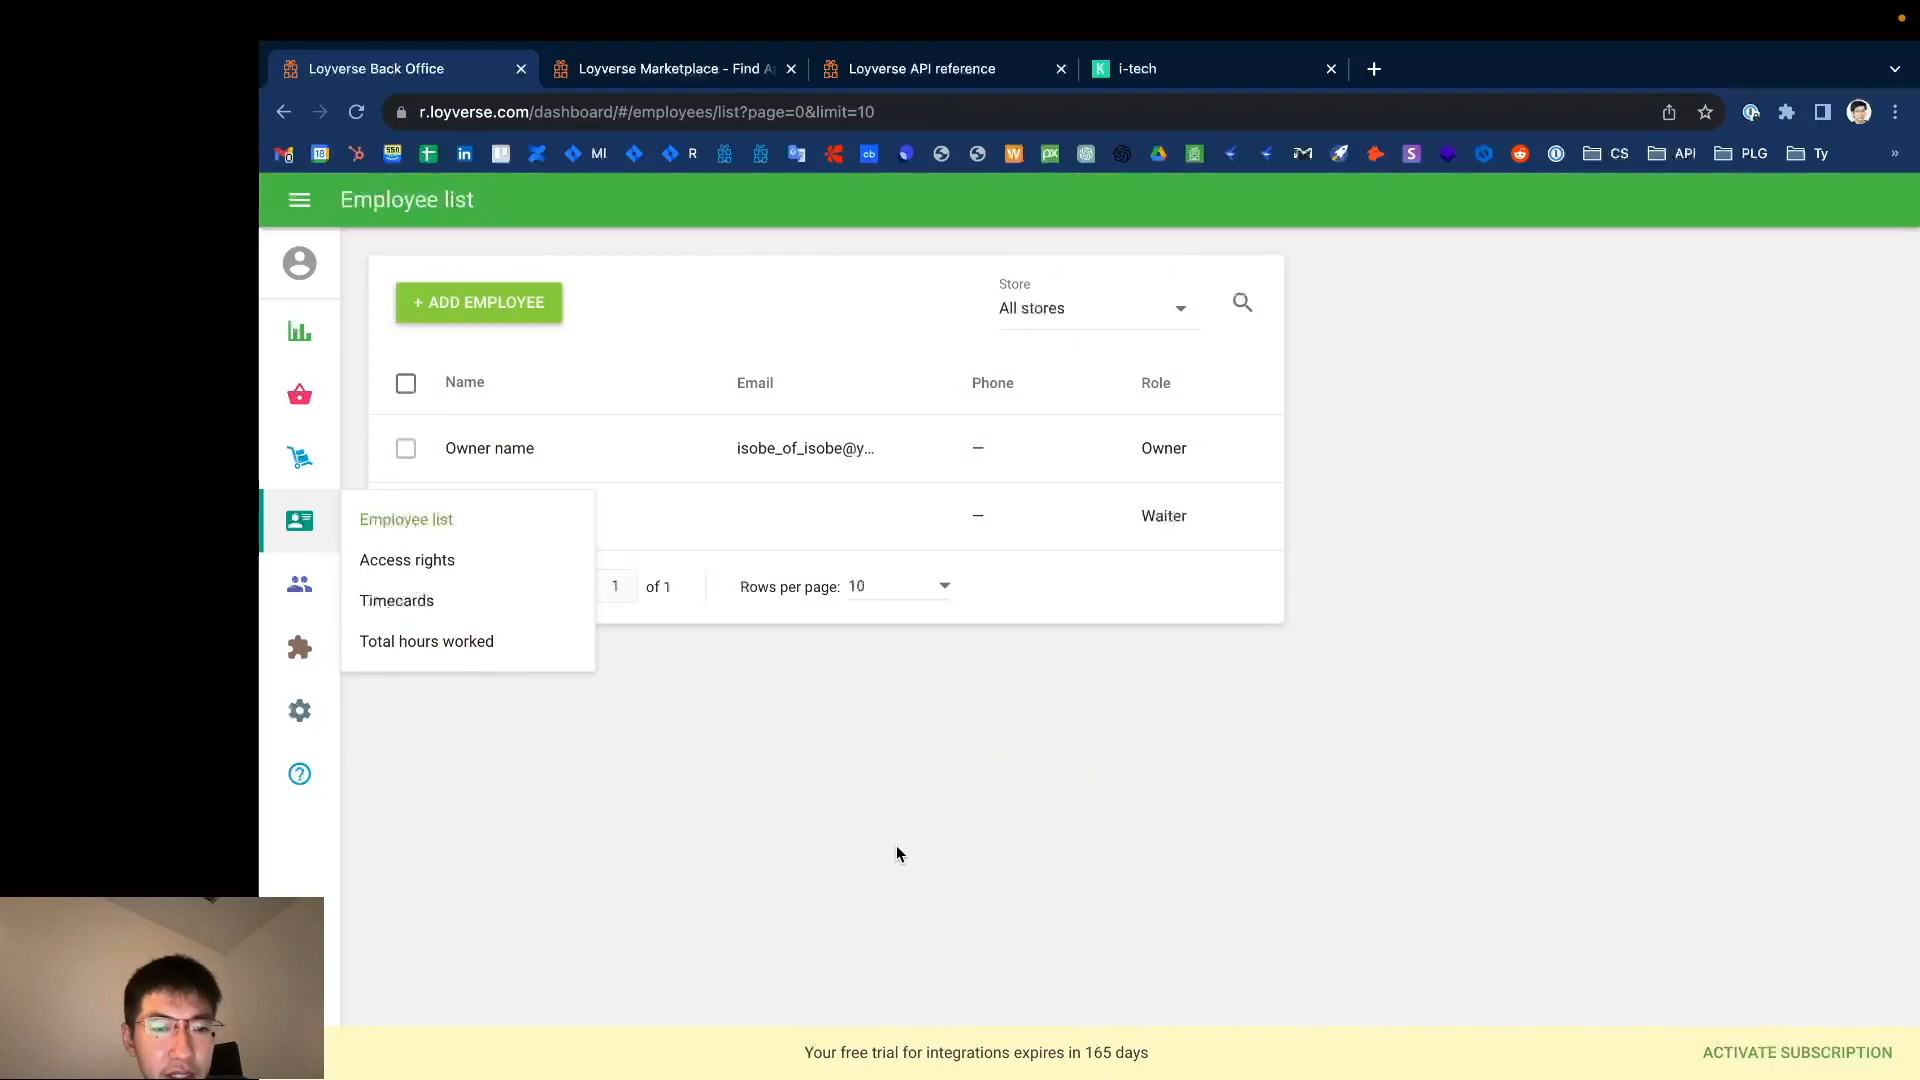 Loyverse Back Office
Loyverse Marketplace - Find A
Loyverse API reference
K i-tech
r.loyverse.com/dashboard/#/employees/list?page=0&limit=10
MI
R
CS
API
PLG
Ty
»
Employee list
+ ADD EMPLOYEE
Store
All stores
Name Email Phone Role
Owner name isobe_of_isobe@y... — Owner
— Waiter
Employee list
Access rights
Timecards
Total hours worked
1 of 1 Rows per page: 10
Your free trial for integrations expires in 165 days
ACTIVATE SUBSCRIPTION